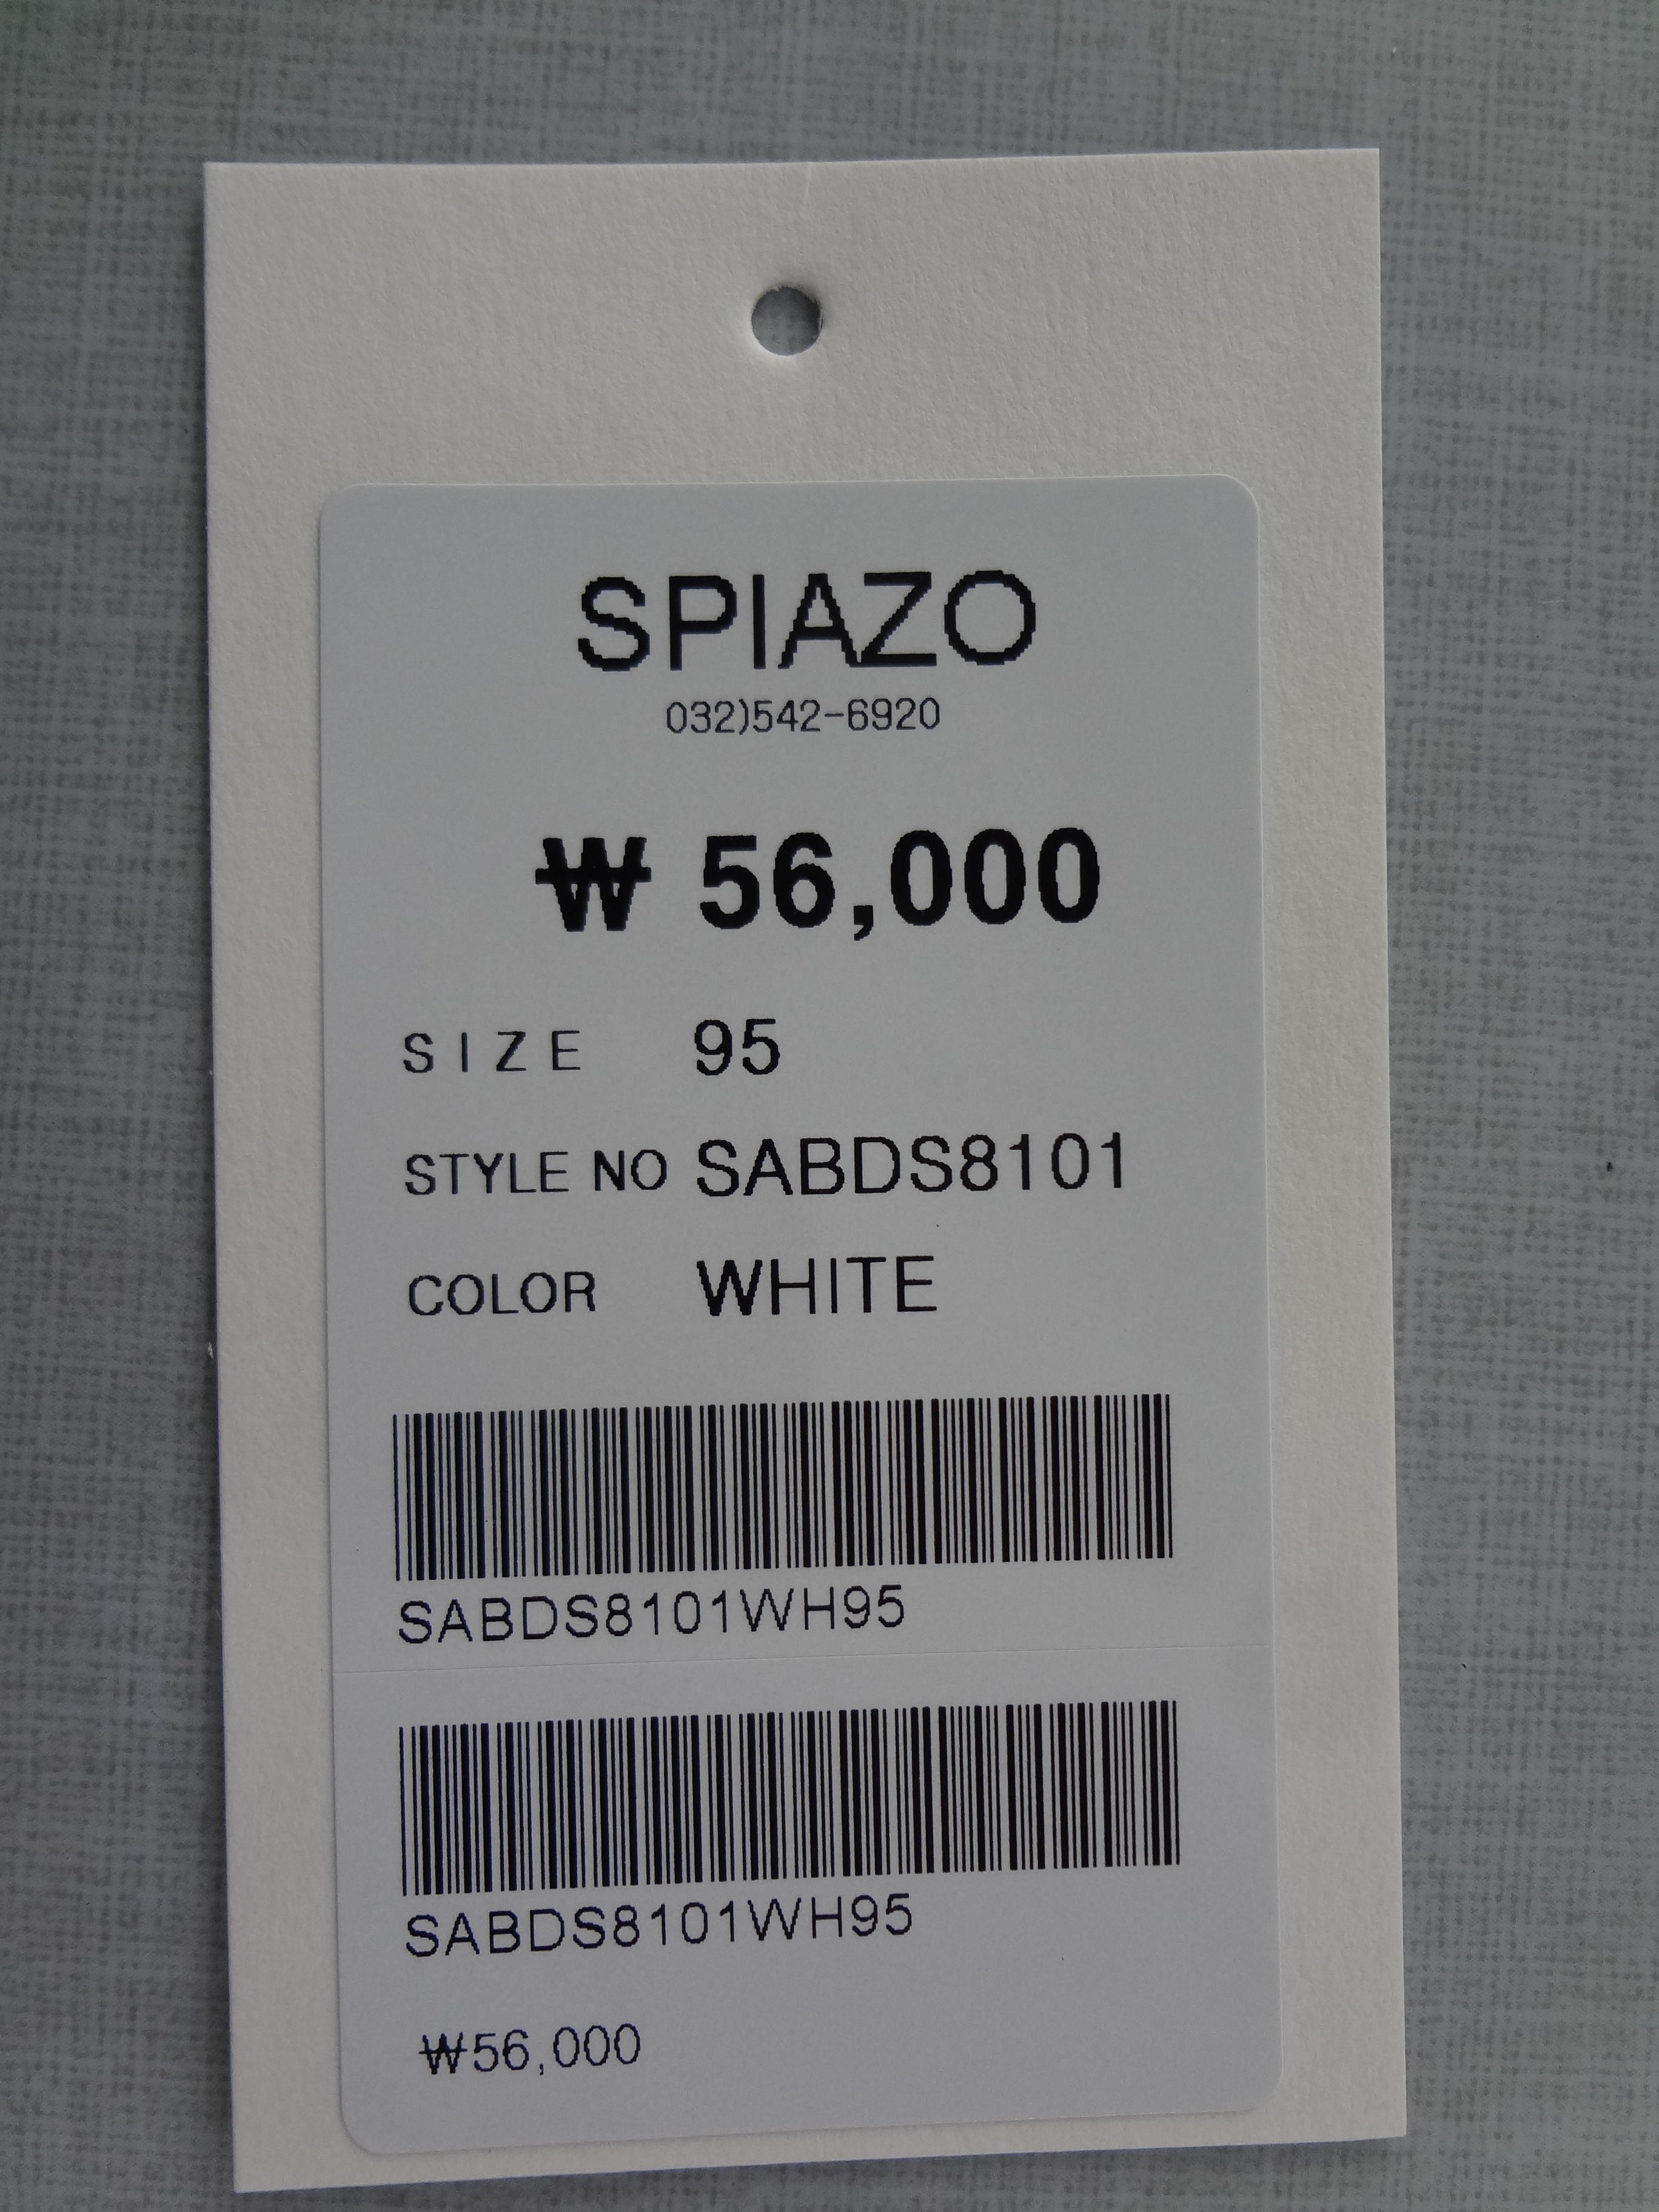 SPIAZO
032)542-6920
₩ 56,000
SIZE 95
STYLE NO SABDS8101
COLOR WHITE
SABDS8101WH95
SABDS8101WH95
₩56,000